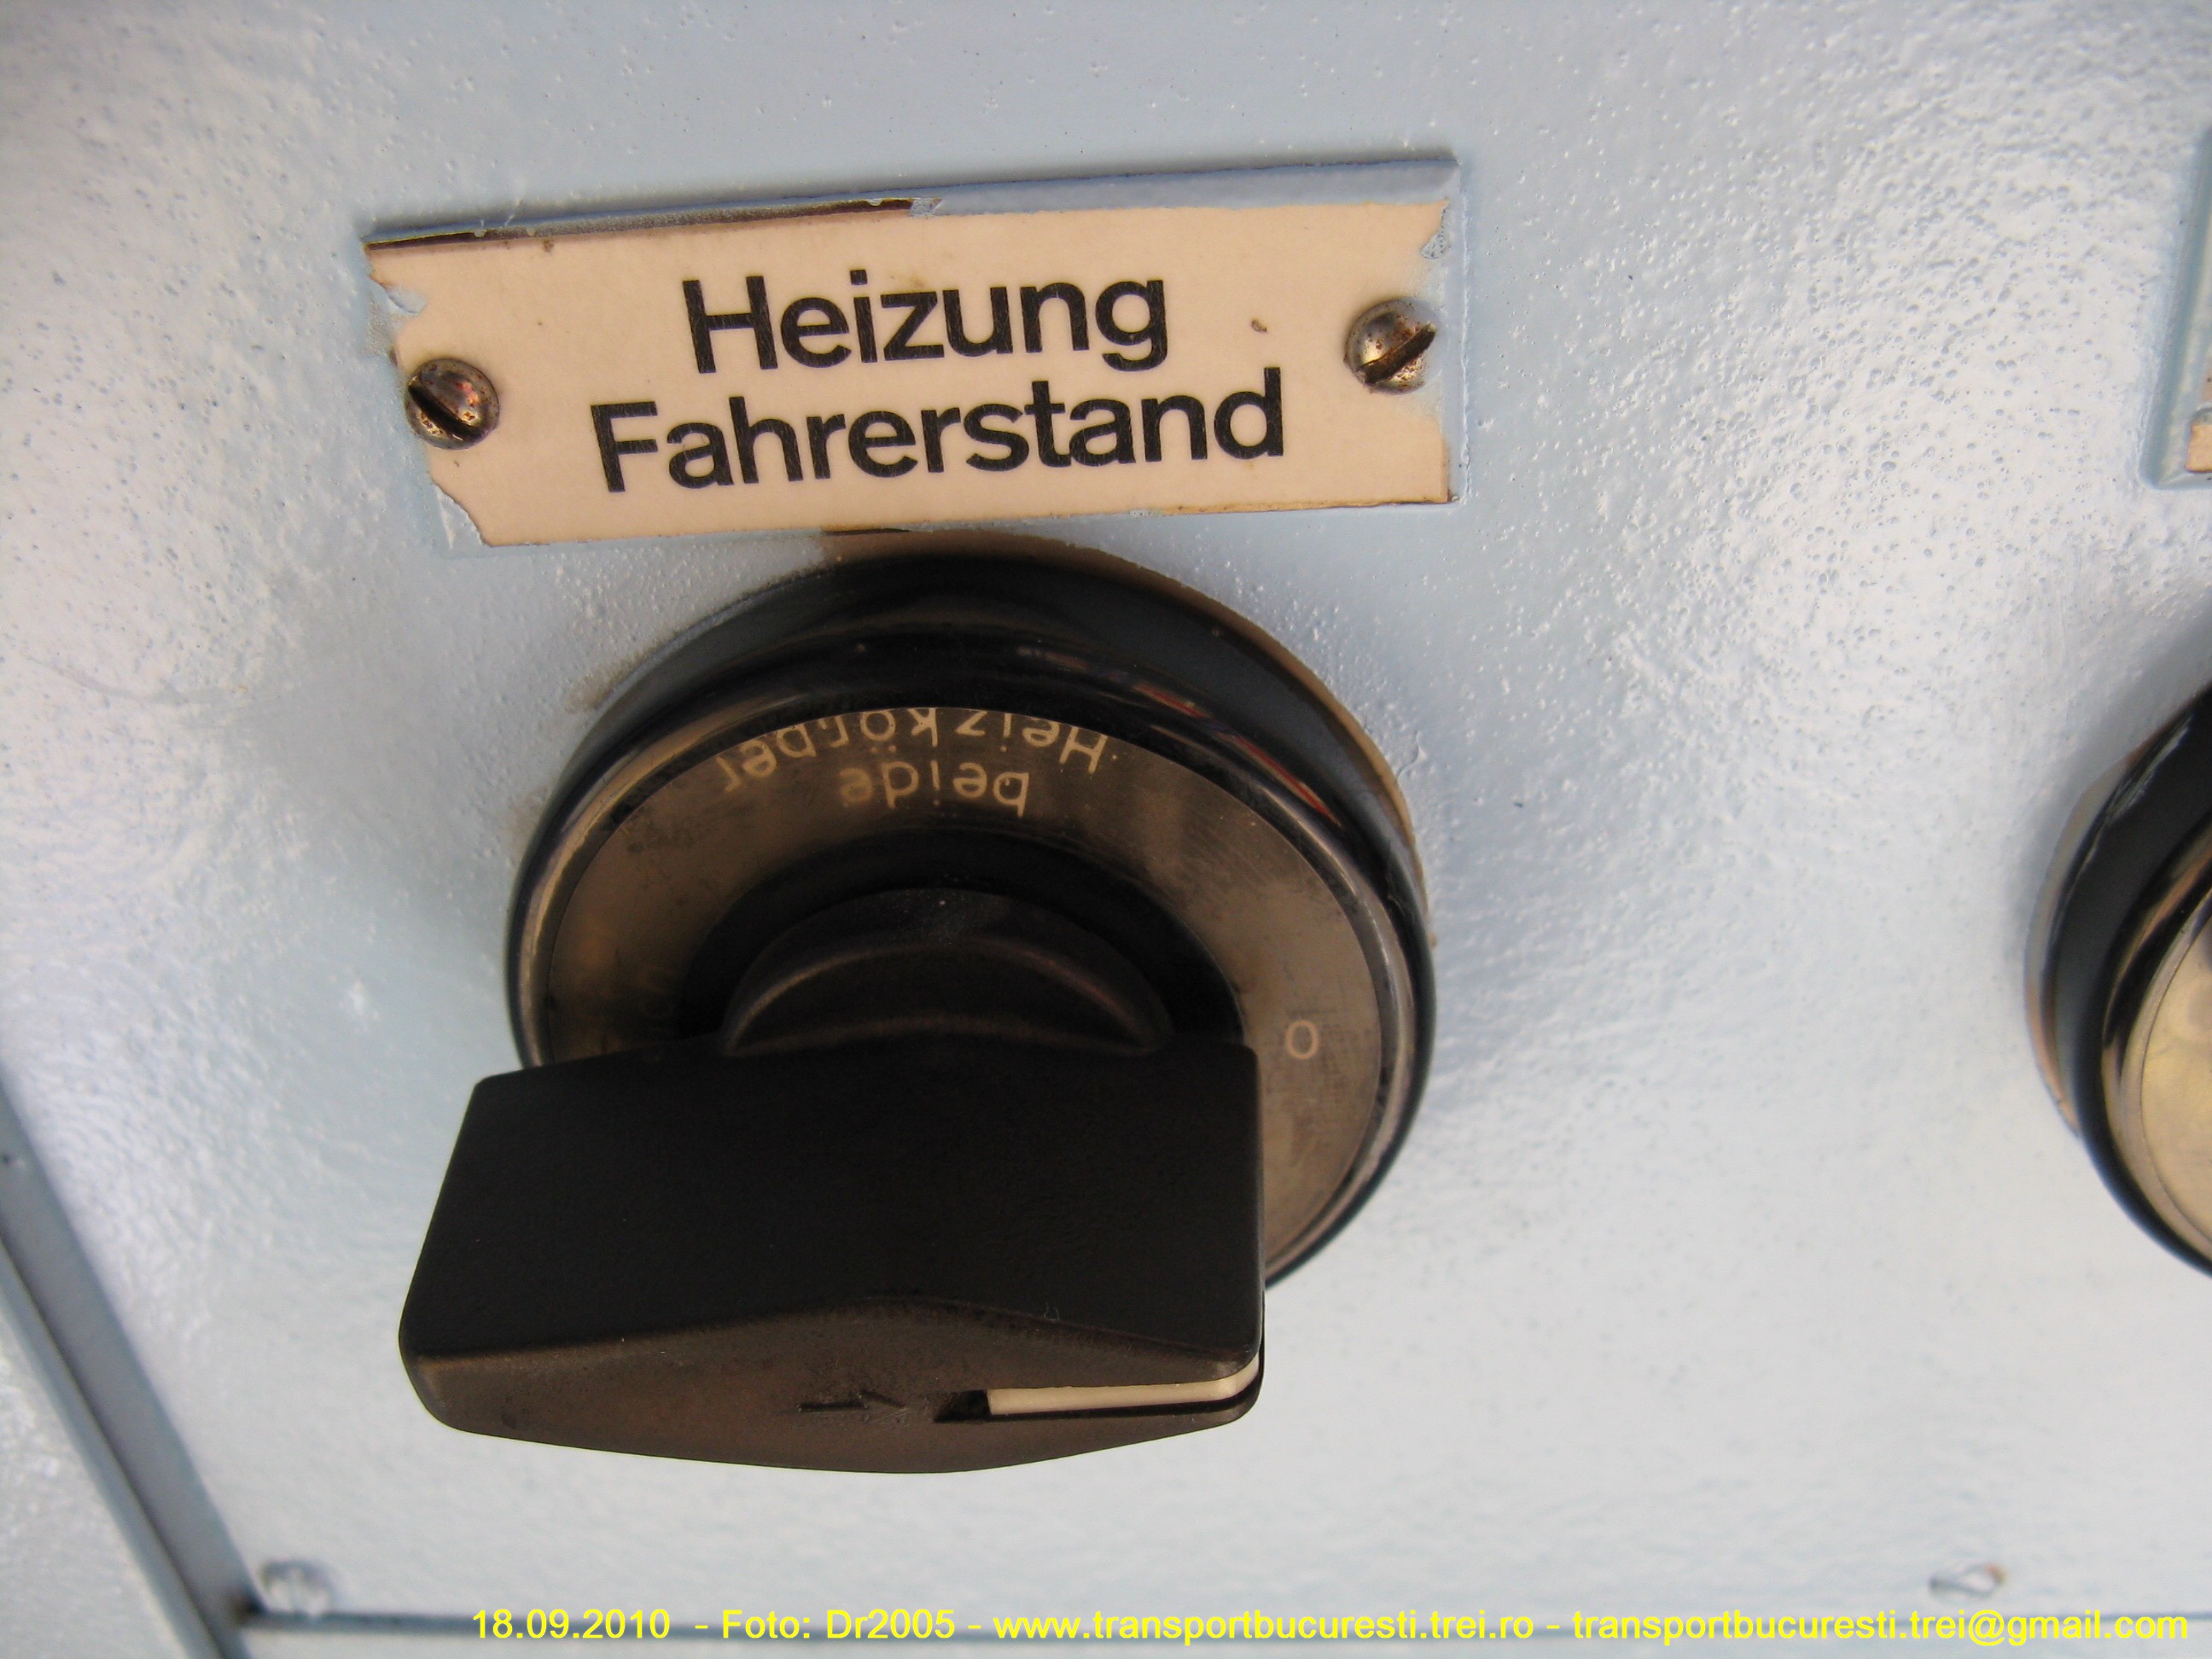 Heizung
Fahrerstand
beide
Heizkörper
0
18.09.2010 - Foto: Dr2005 - www.transportbucuresti.trei.ro - transportbucuresti.trei@gmail.com